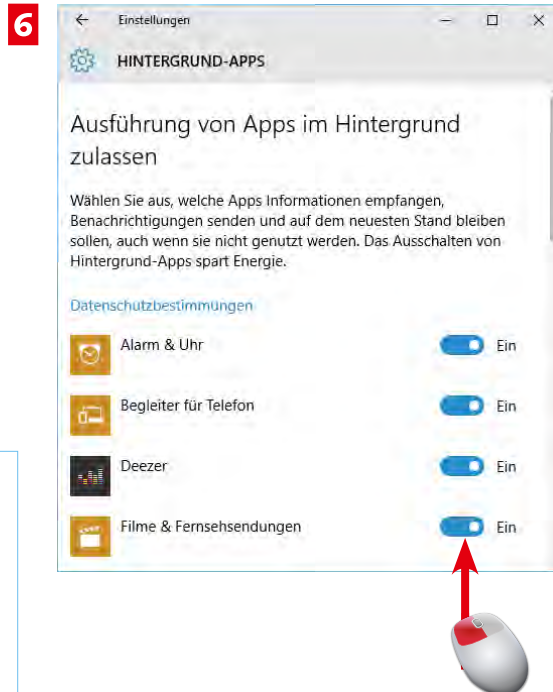 6
Einstellungen
HINTERGRUND-APPS
Ausführung von Apps im Hintergrund
zulassen
Wählen Sie aus, welche Apps Informationen empfangen,
Benachrichtigungen senden und auf dem neuesten Stand bleiben
sollen, auch wenn sie nicht genutzt werden. Das Ausschalten von
Hintergrund-Apps spart Energie.
Datenschutzbestimmungen
Alarm & Uhr Ein
Begleiter für Telefon Ein
Deezer Ein
Filme & Fernsehsendungen Ein